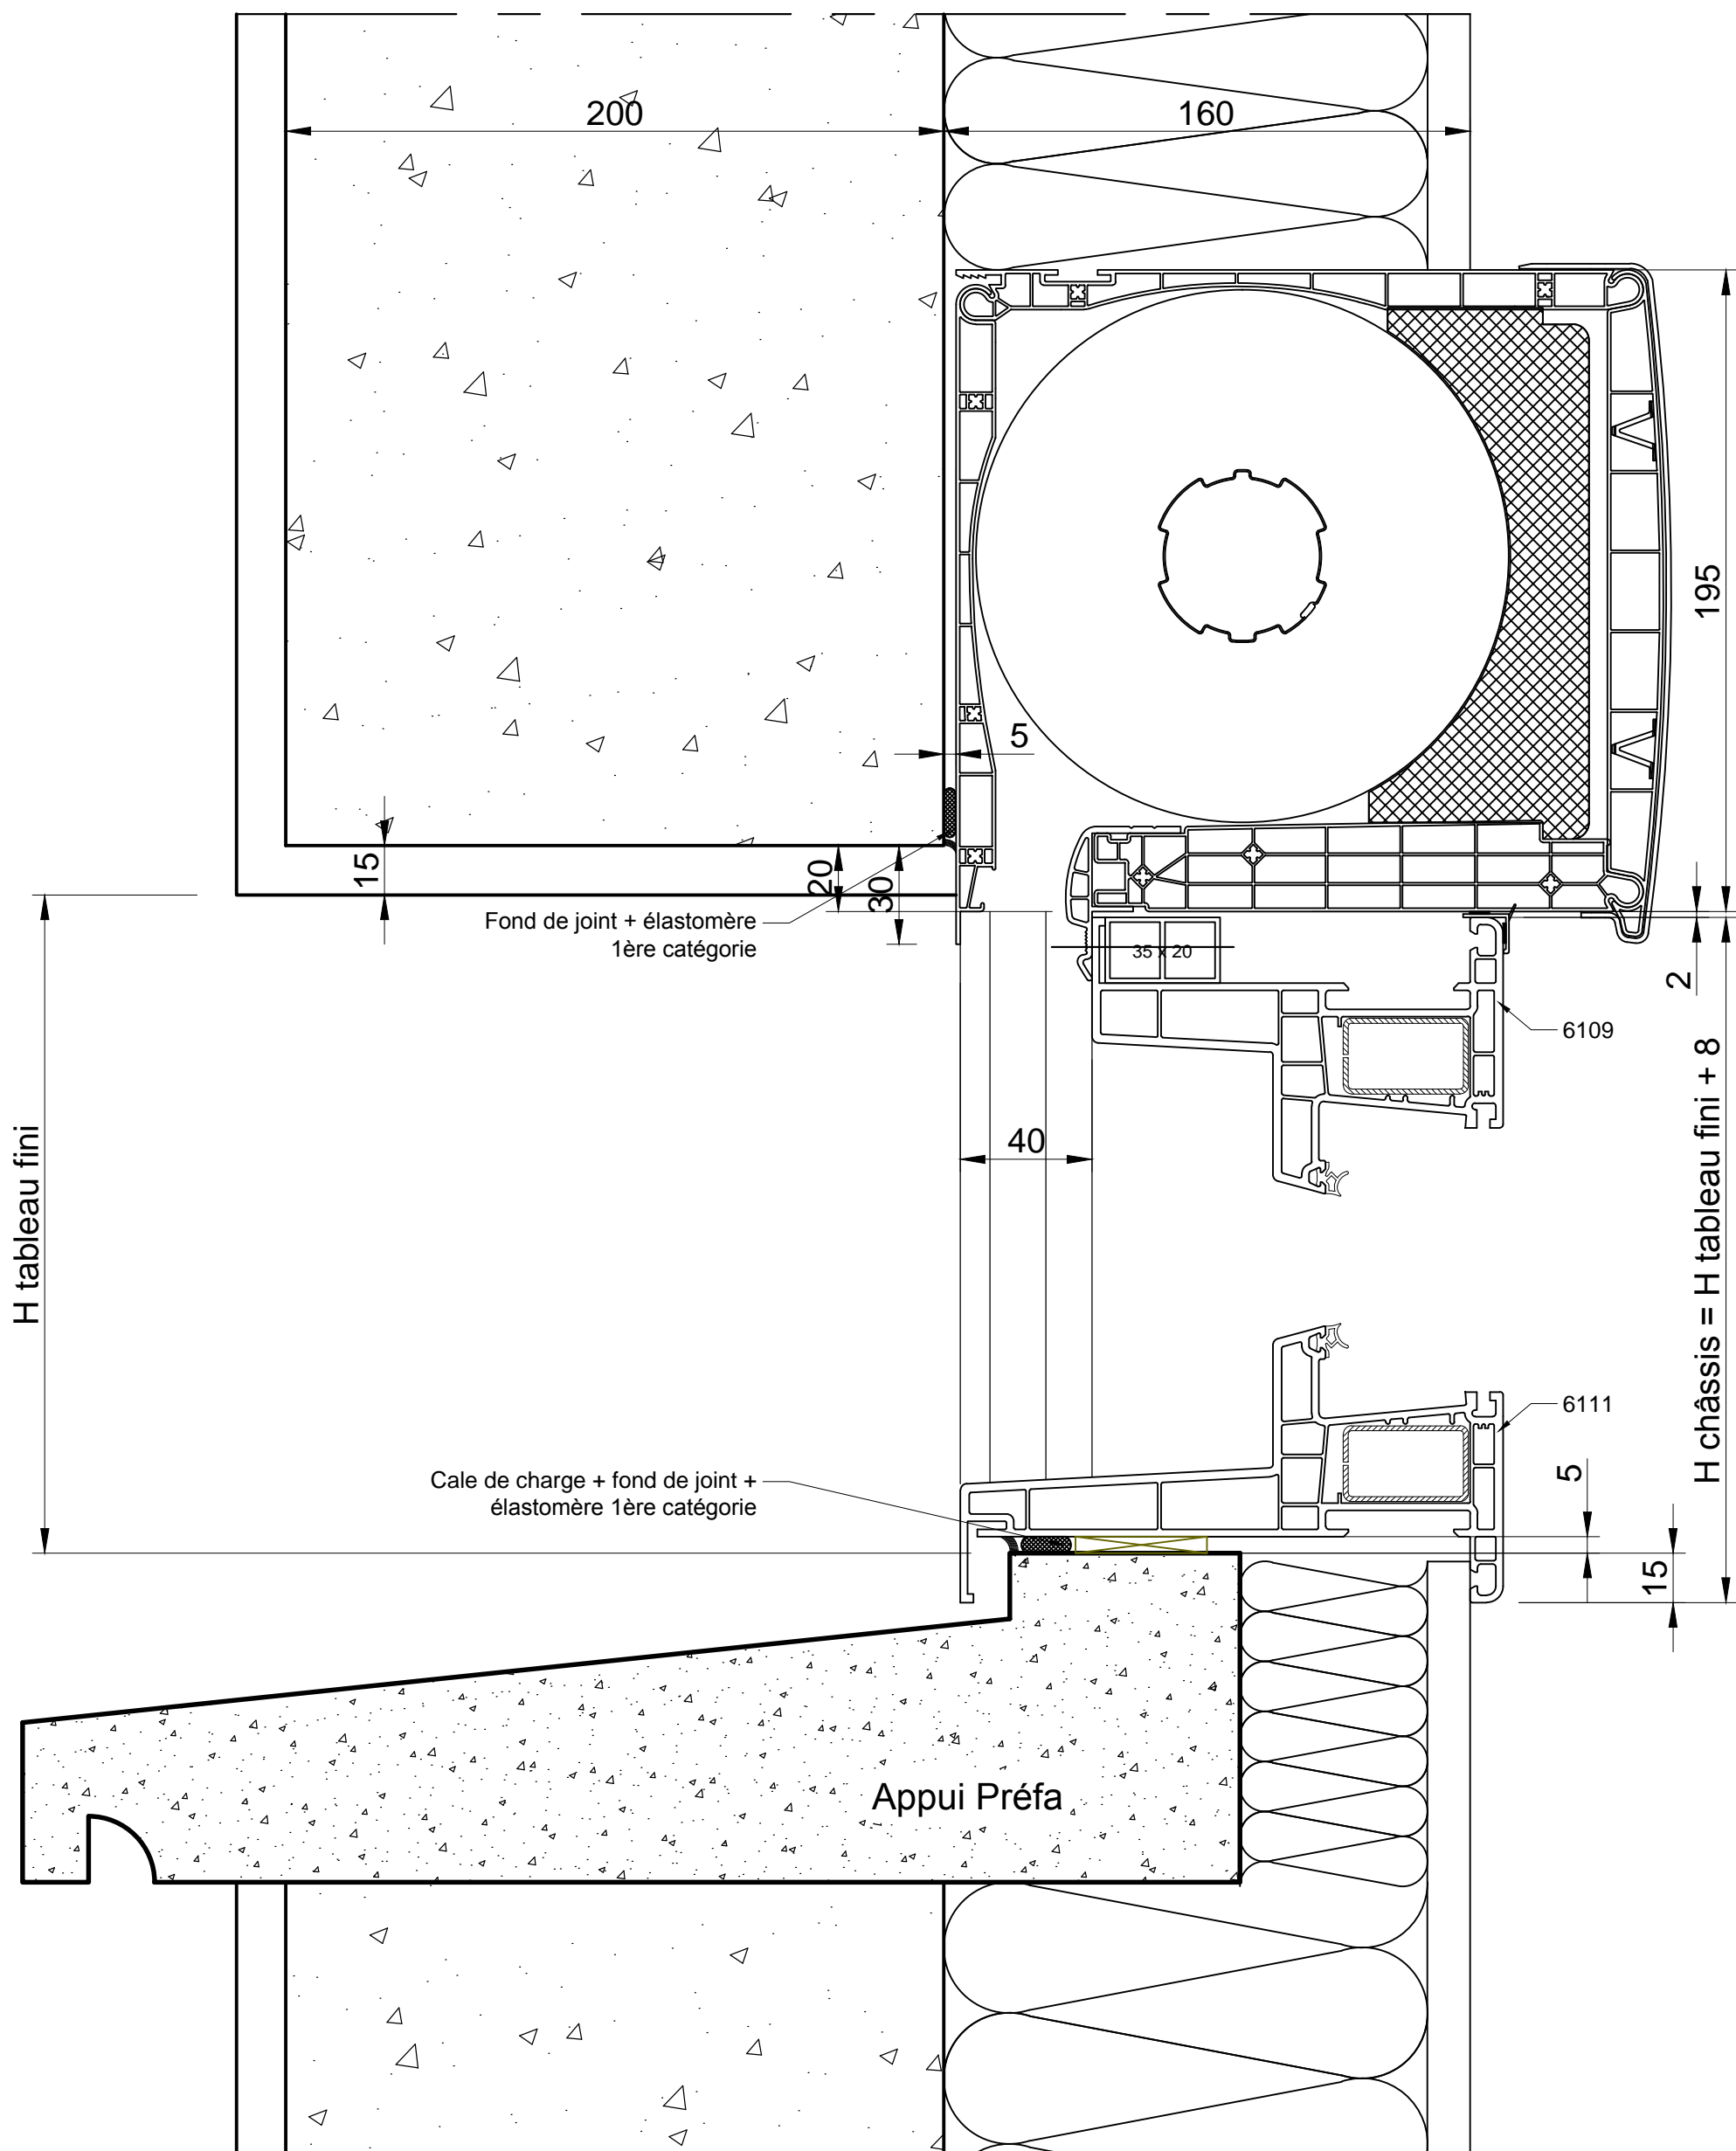 200
160
195
5
15
20
30
Fond de joint + élastomère
1ère catégorie
35 x 20
2
6109
H châssis = H tableau fini + 8
H tableau fini
40
6111
5
Cale de charge + fond de joint +
élastomère 1ère catégorie
15
Appui Préfa